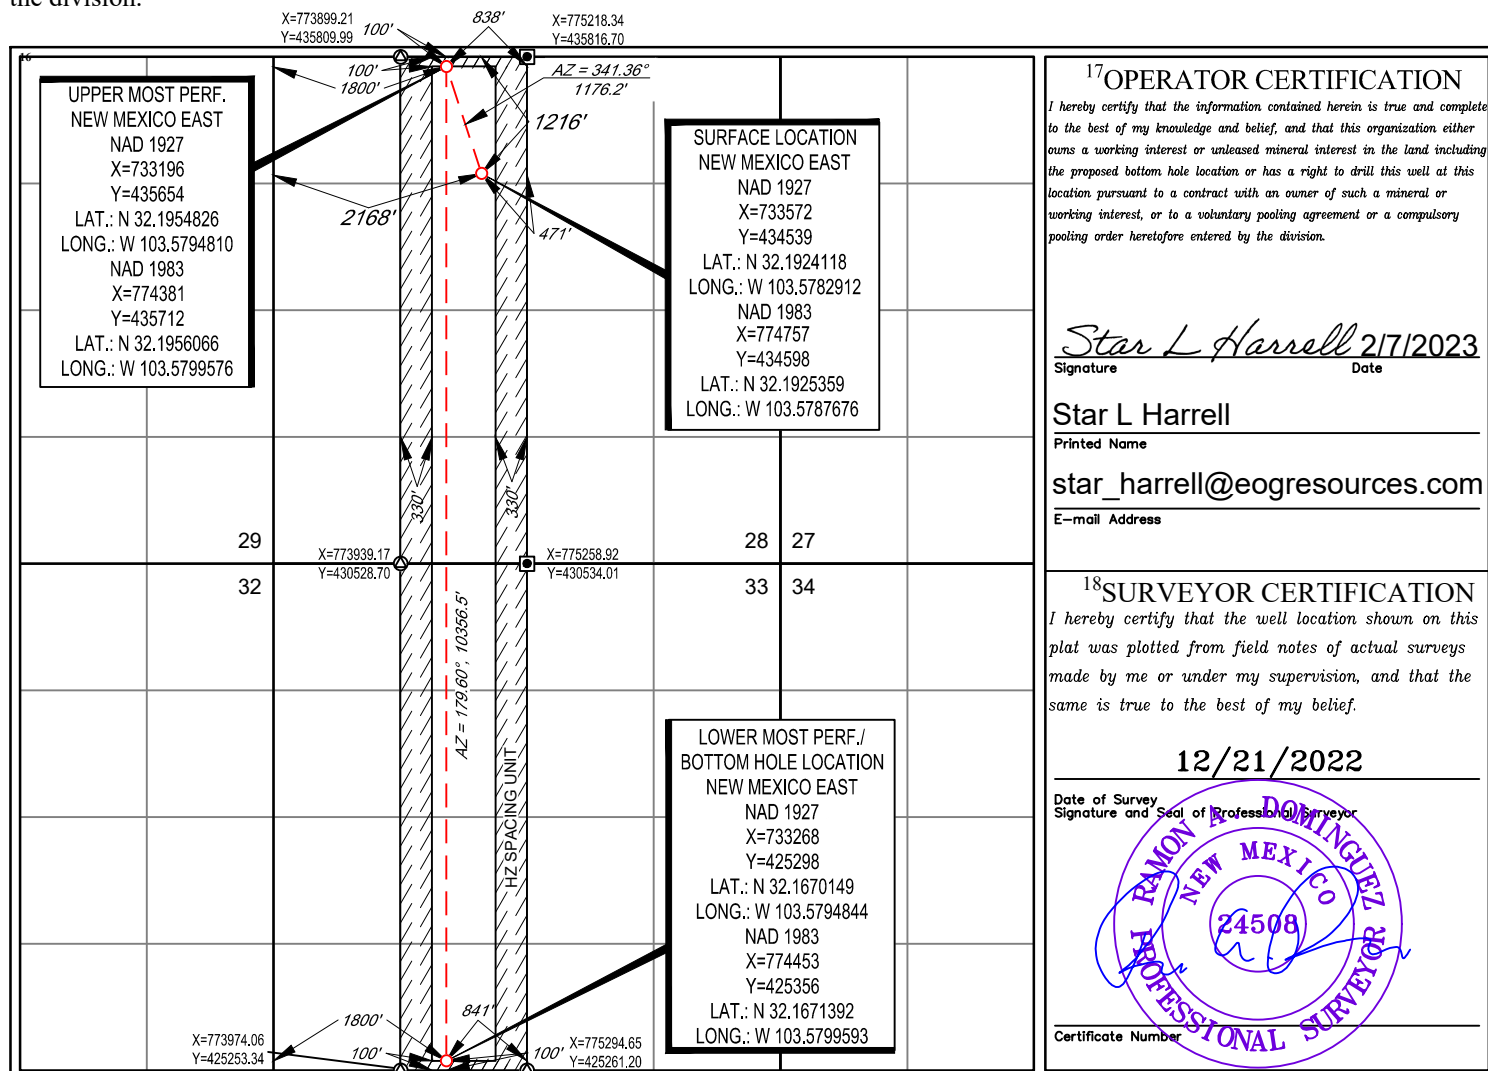 the division.
X=773899.21
Y=435809.99
100'
838'
X=775218.34
Y=435816.70
16
100'
1800'
AZ = 341.36°
1176.2'
1216'
UPPER MOST PERF.
NEW MEXICO EAST
NAD 1927
X=733196
Y=435654
LAT.: N 32.1954826
LONG.: W 103.5794810
NAD 1983
X=774381
Y=435712
LAT.: N 32.1956066
LONG.: W 103.5799576
2168'
471'
SURFACE LOCATION
NEW MEXICO EAST
NAD 1927
X=733572
Y=434539
LAT.: N 32.1924118
LONG.: W 103.5782912
NAD 1983
X=774757
Y=434598
LAT.: N 32.1925359
LONG.: W 103.5787676
330'
330'
29
28
27
X=773939.17
Y=430528.70
X=775258.92
Y=430534.01
32
33
34
AZ = 179.60°, 10356.5'
HZ SPACING UNIT
LOWER MOST PERF./
BOTTOM HOLE LOCATION
NEW MEXICO EAST
NAD 1927
X=733268
Y=425298
LAT.: N 32.1670149
LONG.: W 103.5794844
NAD 1983
X=774453
Y=425356
LAT.: N 32.1671392
LONG.: W 103.5799593
1800'
841'
X=773974.06
Y=425253.34
100'
100'
X=775294.65
Y=425261.20
17OPERATOR CERTIFICATION
I hereby certify that the information contained herein is true and complete
to the best of my knowledge and belief, and that this organization either
owns a working interest or unleased mineral interest in the land including
the proposed bottom hole location or has a right to drill this well at this
location pursuant to a contract with an owner of such a mineral or
working interest, or to a voluntary pooling agreement or a compulsory
pooling order heretofore entered by the division.
Star L Harrell 2/7/2023
Signature Date
Star L Harrell
Printed Name
star_harrell@eogresources.com
E-mail Address
18SURVEYOR CERTIFICATION
I hereby certify that the well location shown on this
plat was plotted from field notes of actual surveys
made by me or under my supervision, and that the
same is true to the best of my belief.
12/21/2022
Date of Survey
Signature and Seal of Professional Surveyor
RAMON A. DOMINGUEZ
NEW MEXICO
24508
PROFESSIONAL SURVEYOR
Certificate Number